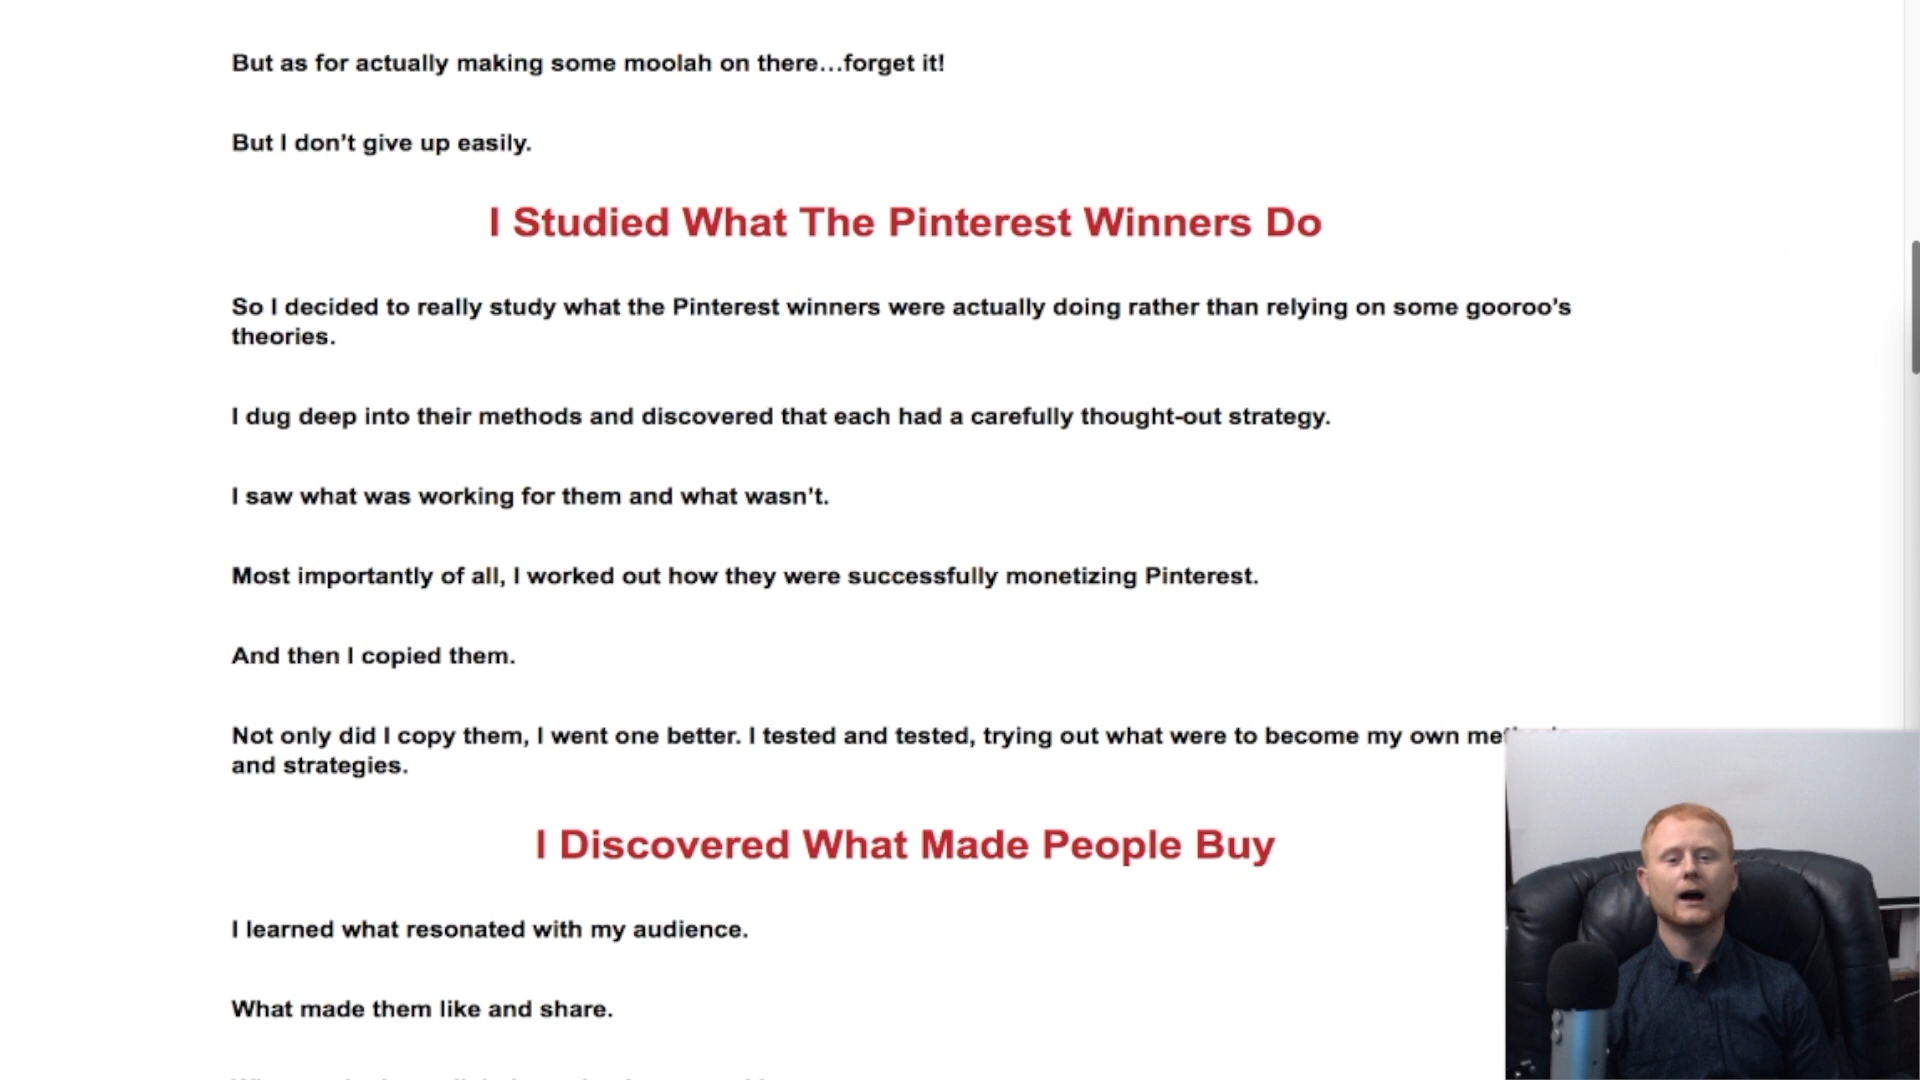 But as for actually making some moolah on there…forget it!
But I don’t give up easily.
I Studied What The Pinterest Winners Do
So I decided to really study what the Pinterest winners were actually doing rather than relying on some gooroo’s
theories.
I dug deep into their methods and discovered that each had a carefully thought-out strategy.
I saw what was working for them and what wasn’t.
Most importantly of all, I worked out how they were successfully monetizing Pinterest.
And then I copied them.
Not only did I copy them, I went one better. I tested and tested, trying out what were to become my own
and strategies.
I Discovered What Made People Buy
I learned what resonated with my audience.
What made them like and share.